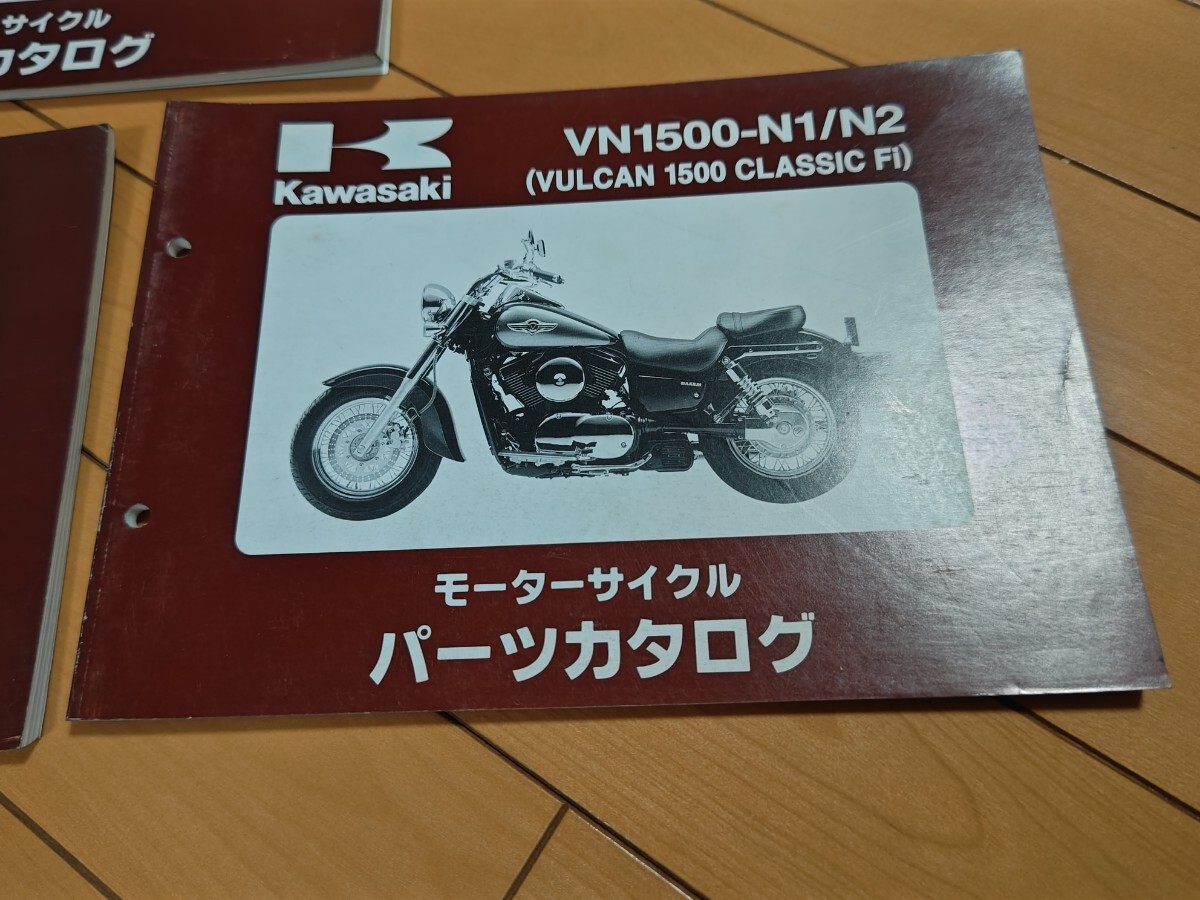 サイクル
カタログ
Kawasaki
VN1500-N1/N2
(VULCAN 1500 CLASSIC Fi)
モーターサイクル
パーツカタログ